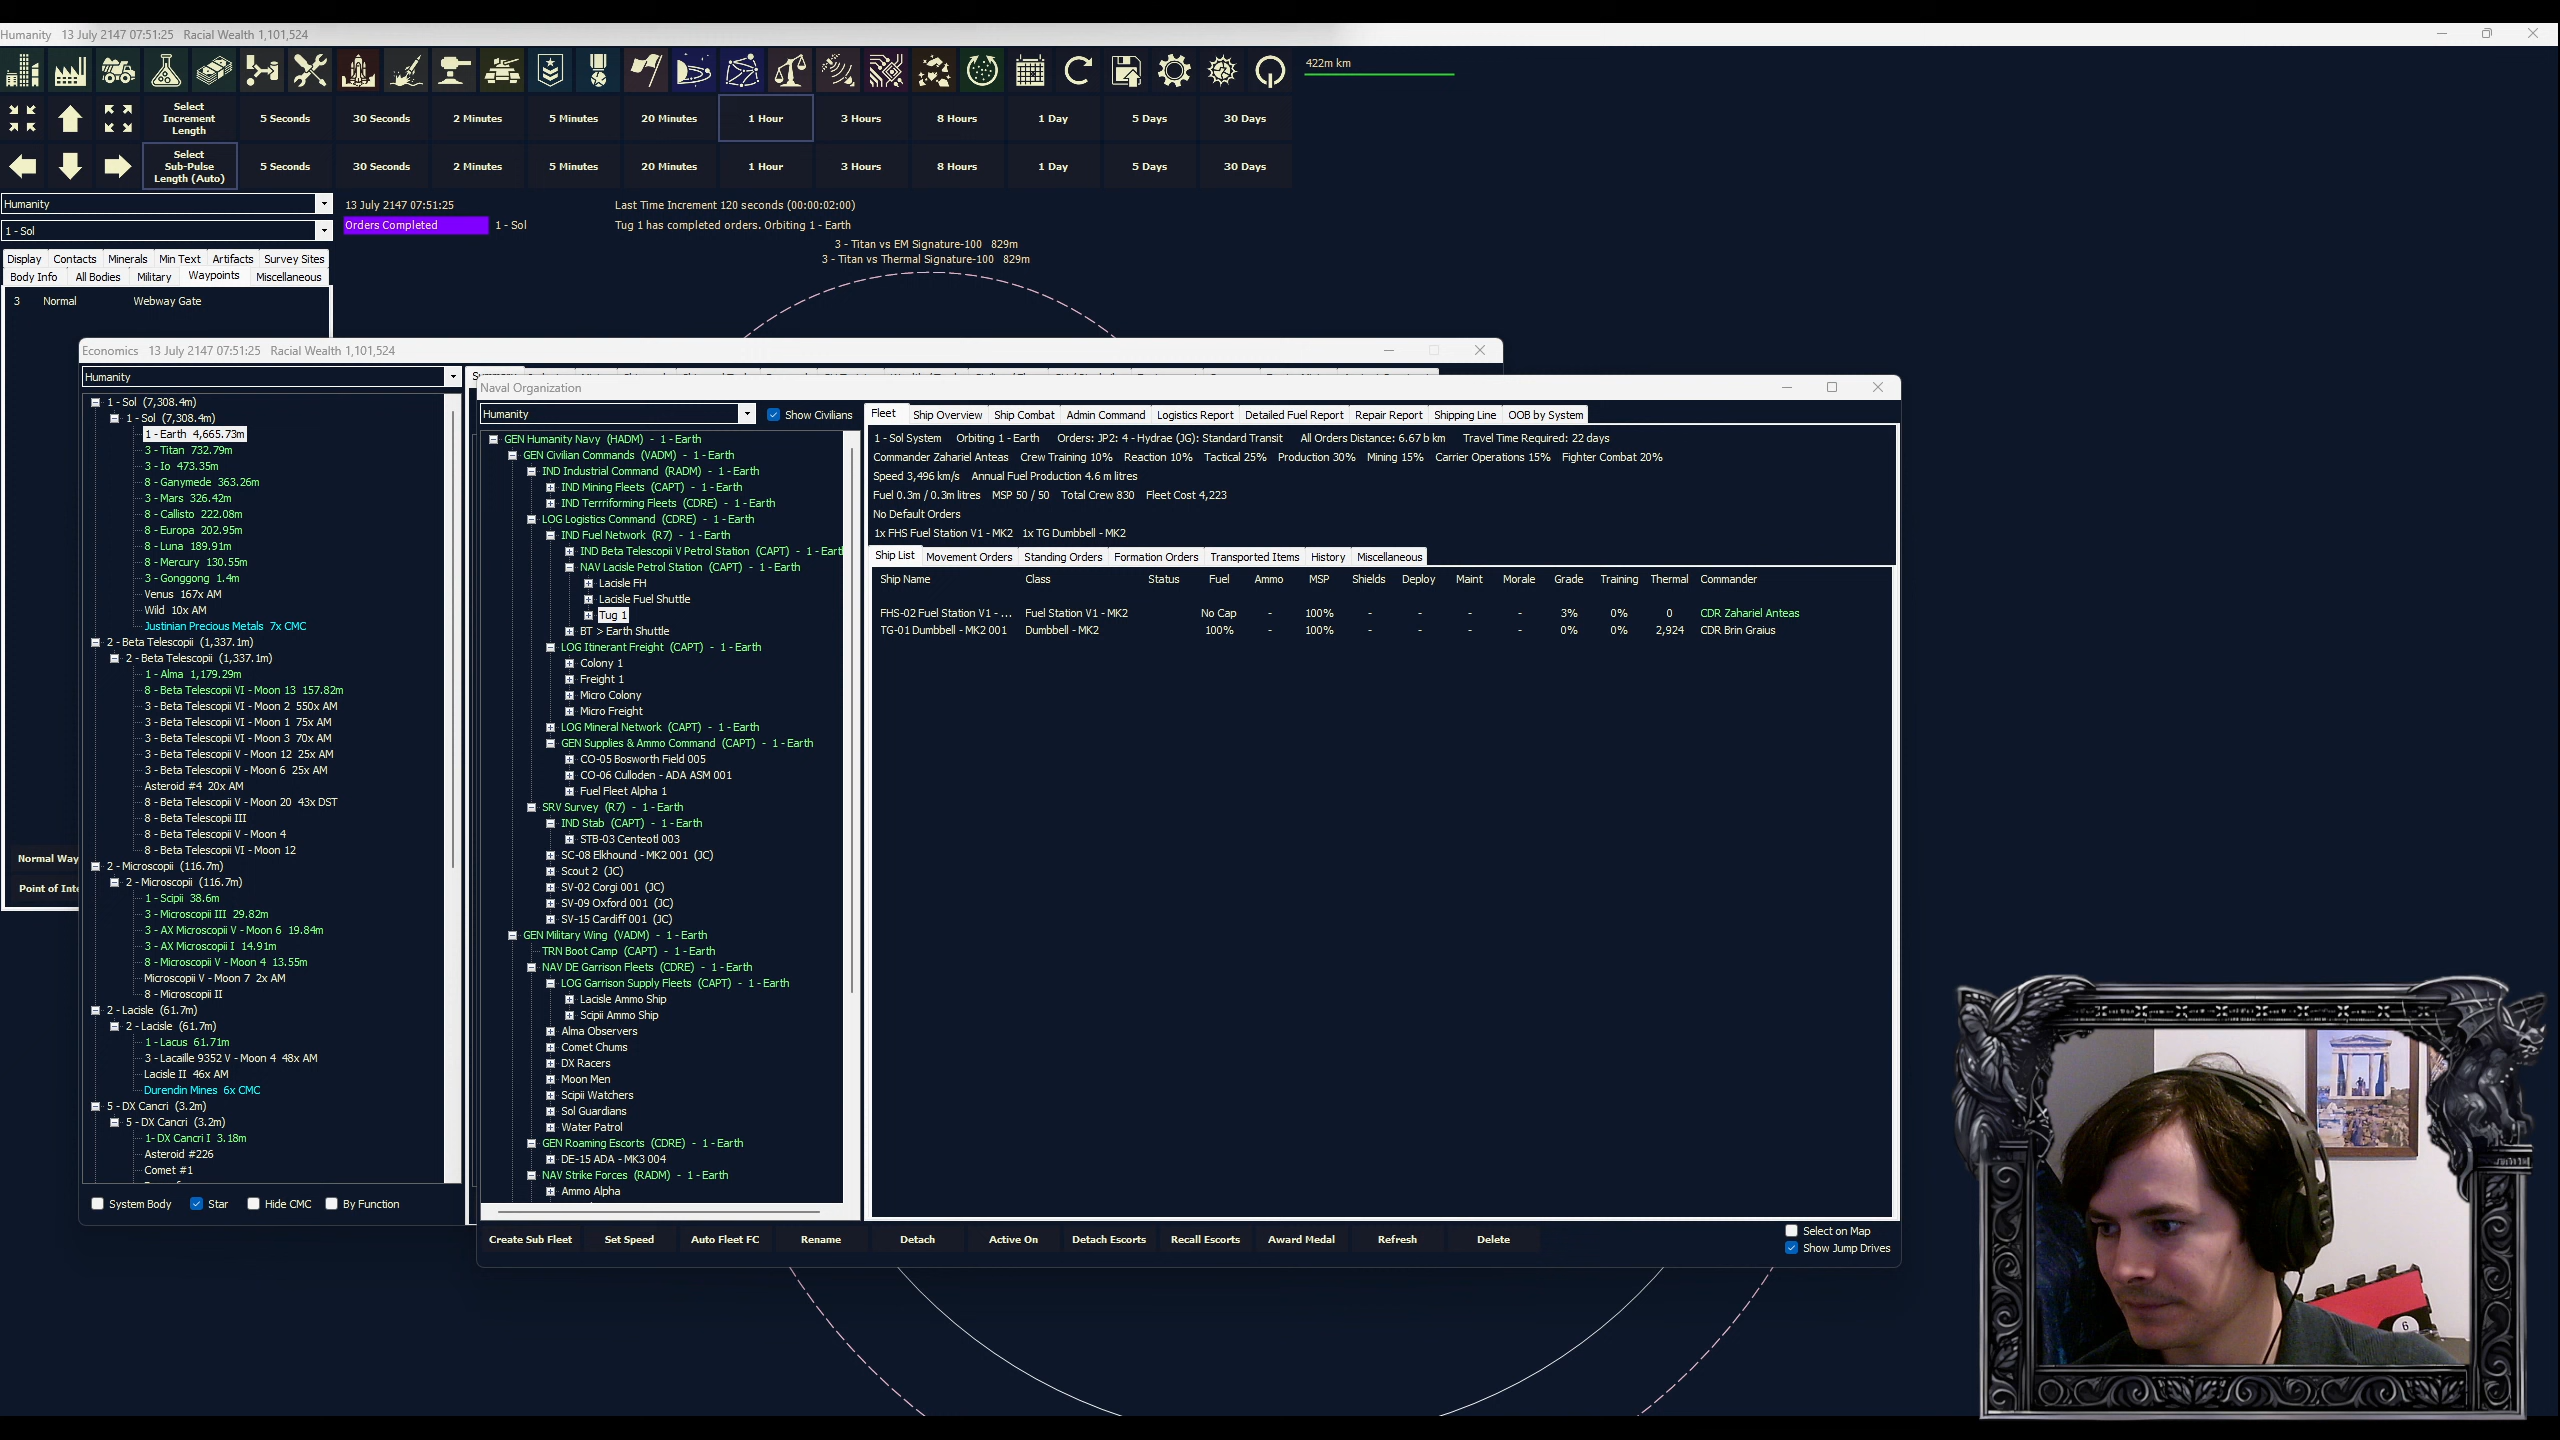 Humanity 13 July 2147 07:51:25 Racial Wealth 1,101,524
422m km
Select Increment Length 5 Seconds 30 Seconds 2 Minutes 5 Minutes 20 Minutes 1 Hour 3 Hours 8 Hours 1 Day 5 Days 30 Days
Select Sub-Pulse Length (Auto) 5 Seconds 30 Seconds 2 Minutes 5 Minutes 20 Minutes 1 Hour 3 Hours 8 Hours 1 Day 5 Days 30 Days
Humanity
1 - Sol
13 July 2147 07:51:25 Last Time Increment 120 seconds (00:00:02:00)
Orders Completed 1 - Sol Tug 1 has completed orders. Orbiting 1 - Earth
3 - Titan vs EM Signature-100 829m
3 - Titan vs Thermal Signature-100 829m
Display Contacts Minerals Min Text Artifacts Survey Sites
Body Info All Bodies Military Waypoints Miscellaneous
3 Normal Webway Gate
Normal Way
Point of Inte
Economics 13 July 2147 07:51:25 Racial Wealth 1,101,524
Humanity
1 - Sol (7,308.4m)
1 - Sol (7,308.4m)
1 - Earth 4,665.73m
3 - Titan 732.79m
3 - Io 473.35m
8 - Ganymede 363.26m
3 - Mars 326.42m
8 - Callisto 222.08m
8 - Europa 202.95m
8 - Luna 189.91m
8 - Mercury 130.55m
3 - Gonggong 1.4m
Venus 167x AM
Wild 10x AM
Justinian Precious Metals 7x CMC
2 - Beta Telescopii (1,337.1m)
2 - Beta Telescopii (1,337.1m)
1 - Alma 1,179.29m
8 - Beta Telescopii VI - Moon 13 157.82m
3 - Beta Telescopii VI - Moon 2 550x AM
3 - Beta Telescopii VI - Moon 1 75x AM
3 - Beta Telescopii VI - Moon 3 70x AM
3 - Beta Telescopii V - Moon 12 25x AM
3 - Beta Telescopii V - Moon 6 25x AM
Asteroid #4 20x AM
8 - Beta Telescopii V - Moon 20 43x DST
8 - Beta Telescopii III
8 - Beta Telescopii V - Moon 4
8 - Beta Telescopii VI - Moon 12
2 - Microscopii (116.7m)
2 - Microscopii (116.7m)
1 - Scipii 38.6m
3 - Microscopii III 29.82m
3 - AX Microscopii V - Moon 6 19.84m
3 - AX Microscopii I 14.91m
8 - Microscopii V - Moon 4 13.55m
Microscopii V - Moon 7 2x AM
8 - Microscopii II
2 - Lacisle (61.7m)
2 - Lacisle (61.7m)
1 - Lacus 61.71m
3 - Lacaille 9352 V - Moon 4 48x AM
Lacisle II 46x AM
Durendin Mines 6x CMC
5 - DX Cancri (3.2m)
5 - DX Cancri (3.2m)
1- DX Cancri I 3.18m
Asteroid #226
Comet #1
System Body Star Hide CMC By Function
Naval Organization
Humanity Show Civilians
GEN Humanity Navy (HADM) - 1 - Earth
GEN Civilian Commands (VADM) - 1 - Earth
IND Industrial Command (RADM) - 1 - Earth
IND Mining Fleets (CAPT) - 1 - Earth
IND Terrriforming Fleets (CDRE) - 1 - Earth
LOG Logistics Command (CDRE) - 1 - Earth
IND Fuel Network (R7) - 1 - Earth
IND Beta Telescopii V Petrol Station (CAPT) - 1 - Eart
NAV Lacisle Petrol Station (CAPT) - 1 - Earth
Lacisle FH
Lacisle Fuel Shuttle
Tug 1
BT > Earth Shuttle
LOG Itinerant Freight (CAPT) - 1 - Earth
Colony 1
Freight 1
Micro Colony
Micro Freight
LOG Mineral Network (CAPT) - 1 - Earth
GEN Supplies & Ammo Command (CAPT) - 1 - Earth
CO-05 Bosworth Field 005
CO-06 Culloden - ADA ASM 001
Fuel Fleet Alpha 1
SRV Survey (R7) - 1 - Earth
IND Stab (CAPT) - 1 - Earth
STB-03 Centeotl 003
SC-08 Elkhound - MK2 001 (JC)
Scout 2 (JC)
SV-02 Corgi 001 (JC)
SV-09 Oxford 001 (JC)
SV-15 Cardiff 001 (JC)
GEN Military Wing (VADM) - 1 - Earth
TRN Boot Camp (CAPT) - 1 - Earth
NAV DE Garrison Fleets (CDRE) - 1 - Earth
LOG Garrison Supply Fleets (CAPT) - 1 - Earth
Lacisle Ammo Ship
Scipii Ammo Ship
Alma Observers
Comet Chums
DX Racers
Moon Men
Scipii Watchers
Sol Guardians
Water Patrol
GEN Roaming Escorts (CDRE) - 1 - Earth
DE-15 ADA - MK3 004
NAV Strike Forces (RADM) - 1 - Earth
Ammo Alpha
Fleet Ship Overview Ship Combat Admin Command Logistics Report Detailed Fuel Report Repair Report Shipping Line OOB by System
1 - Sol System Orbiting 1 - Earth Orders: JP2: 4 - Hydrae (JG): Standard Transit All Orders Distance: 6.67 b km Travel Time Required: 22 days
Commander Zahariel Anteas Crew Training 10% Reaction 10% Tactical 25% Production 30% Mining 15% Carrier Operations 15% Fighter Combat 20%
Speed 3,496 km/s Annual Fuel Production 4.6 m litres
Fuel 0.3m / 0.3m litres MSP 50 / 50 Total Crew 830 Fleet Cost 4,223
No Default Orders
1x FHS Fuel Station V1 - MK2 1x TG Dumbbell - MK2
Ship List Movement Orders Standing Orders Formation Orders Transported Items History Miscellaneous
Ship Name Class Status Fuel Ammo MSP Shields Deploy Maint Morale Grade Training Thermal Commander
FHS-02 Fuel Station V1 - ... Fuel Station V1 - MK2 No Cap - 100% - - - - 3% 0% 0 CDR Zahariel Anteas
TG-01 Dumbbell - MK2 001 Dumbbell - MK2 100% - 100% - - - - 0% 0% 2,924 CDR Brin Graius
Create Sub Fleet Set Speed Auto Fleet FC Rename Detach Active On Detach Escorts Recall Escorts Award Medal Refresh Delete
Select on Map
Show Jump Drives
6